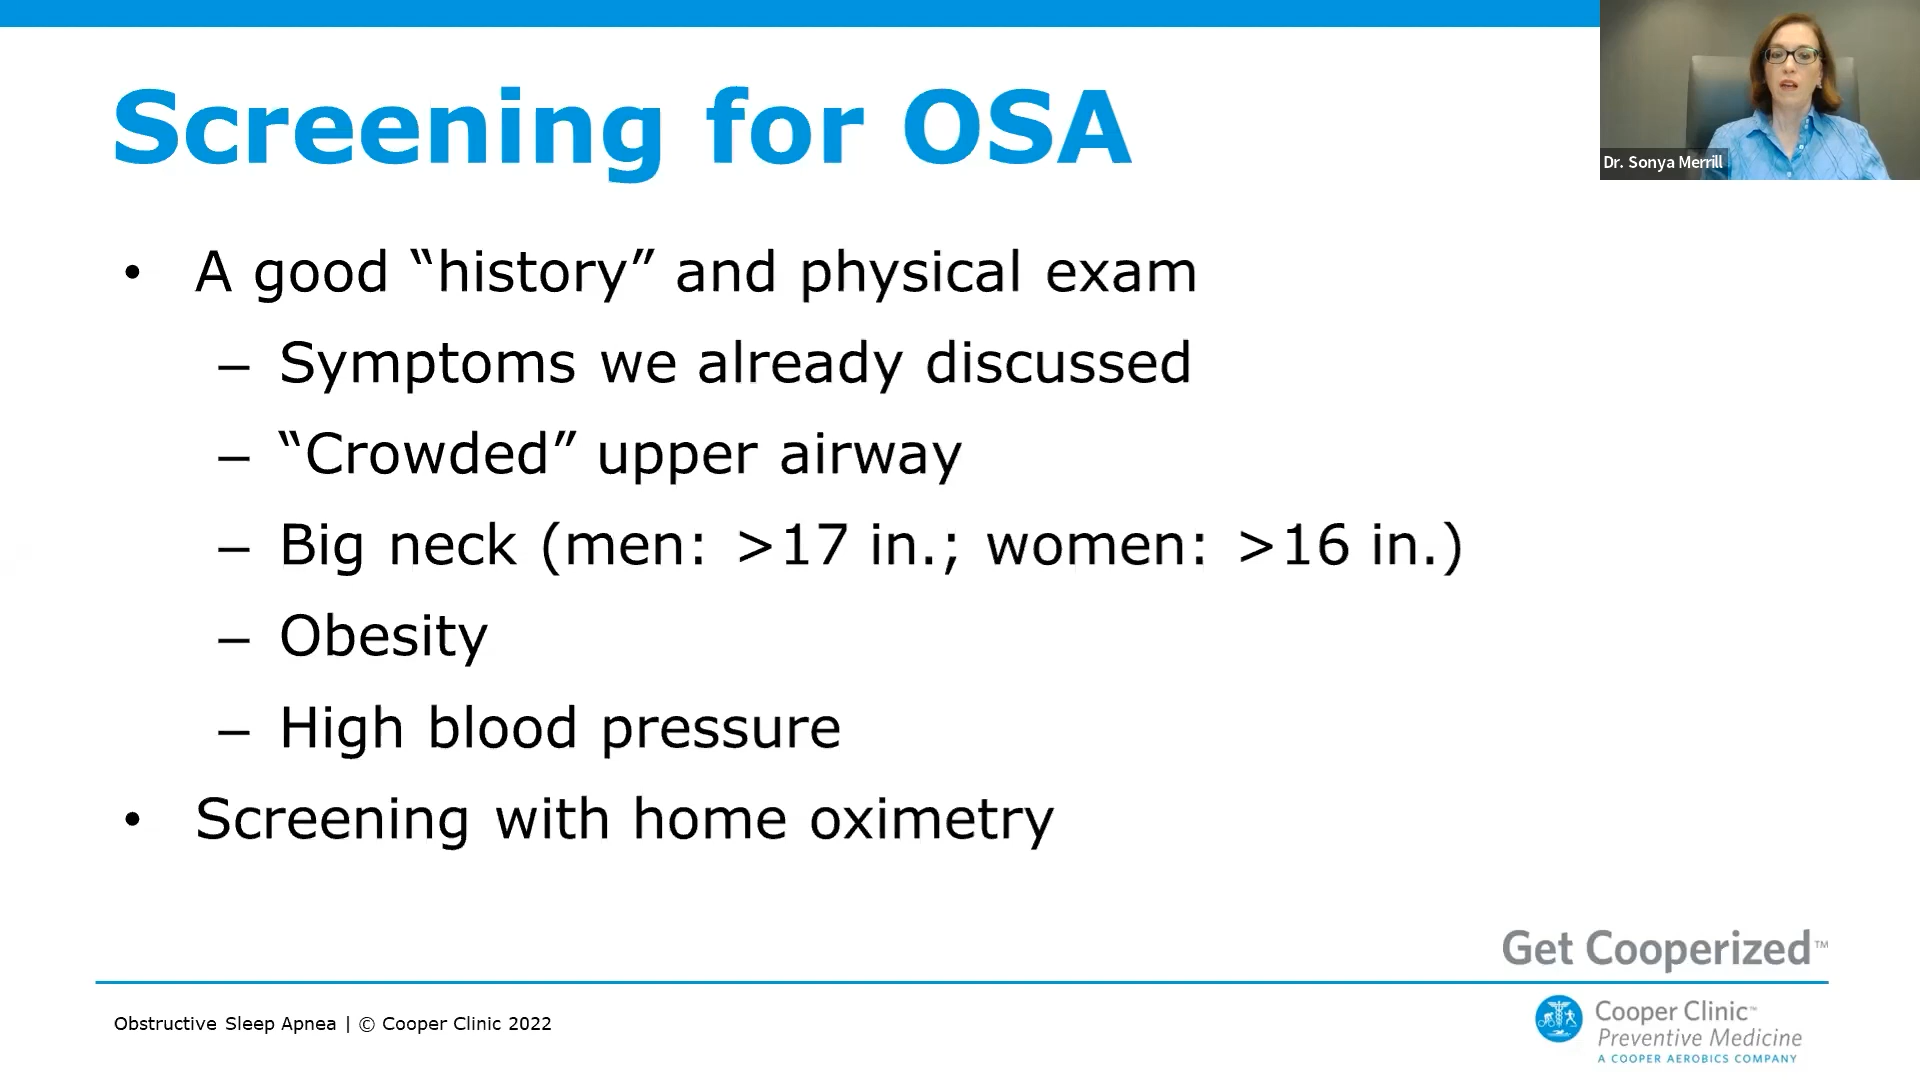 Screening for OSA
Dr. Sonya Merrill
• A good “history” and physical exam
– Symptoms we already discussed
– “Crowded” upper airway
– Big neck (men: >17 in.; women: >16 in.)
– Obesity
– High blood pressure
• Screening with home oximetry
Get Cooperized™
Obstructive Sleep Apnea | © Cooper Clinic 2022
Cooper Clinic™
Preventive Medicine
A COOPER AEROBICS COMPANY